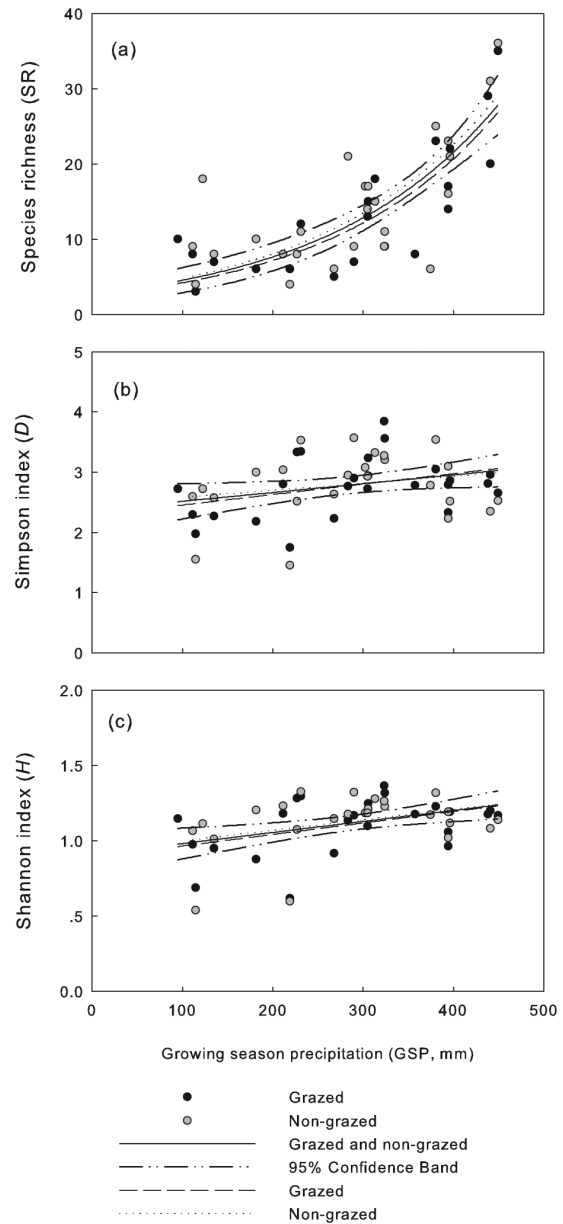 (a)
Species richness (SR)
40
30
20
10
0
(b)
Simpson index (D)
5
4
3
2
1
0
(c)
Shannon index (H)
2.0
1.5
1.0
.5
0.0
0 100 200 300 400 500
Growing season precipitation (GSP, mm)
Grazed
Non-grazed
Grazed and non-grazed
95% Confidence Band
Grazed
Non-grazed